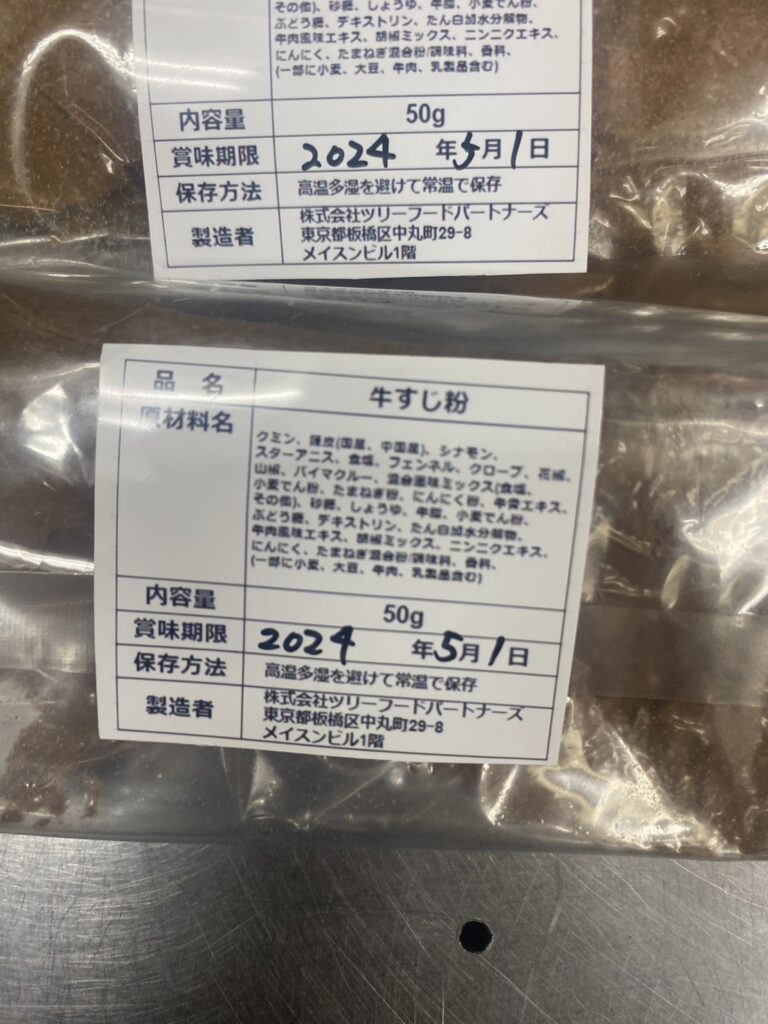 その他)、砂糖、しょうゆ、牛脂、小麦でん粉、
ぶどう糖、デキストリン、たん白加水分解物、
牛肉風味エキス、胡椒ミックス、ニンニクエキス、
にんにく、たまねぎ混合粉/調味料、香料、
(一部に小麦、大豆、牛肉、乳製品含む)
内容量 50g
賞味期限 2024 年5月1日
保存方法 高温多湿を避けて常温で保存
製造者 株式会社ツリーフードパートナーズ
東京都板橋区中丸町29-8
メイスンビル1階
品 名 牛すじ粉
原材料名
クミン、陳皮(国産、中国産)、シナモン、
スターアニス、食塩、フェンネル、クローブ、花椒、
山椒、バイマクルー、混合風味ミックス(食塩、
小麦でん粉、たまねぎ粉、にんにく粉、牛骨エキス、
その他)、砂糖、しょうゆ、牛脂、小麦でん粉、
ぶどう糖、デキストリン、たん白加水分解物、
牛肉風味エキス、胡椒ミックス、ニンニクエキス、
にんにく、たまねぎ混合粉/調味料、香料、
(一部に小麦、大豆、牛肉、乳製品含む)
内容量 50g
賞味期限 2024 年5月1日
保存方法 高温多湿を避けて常温で保存
製造者 株式会社ツリーフードパートナーズ
東京都板橋区中丸町29-8
メイスンビル1階